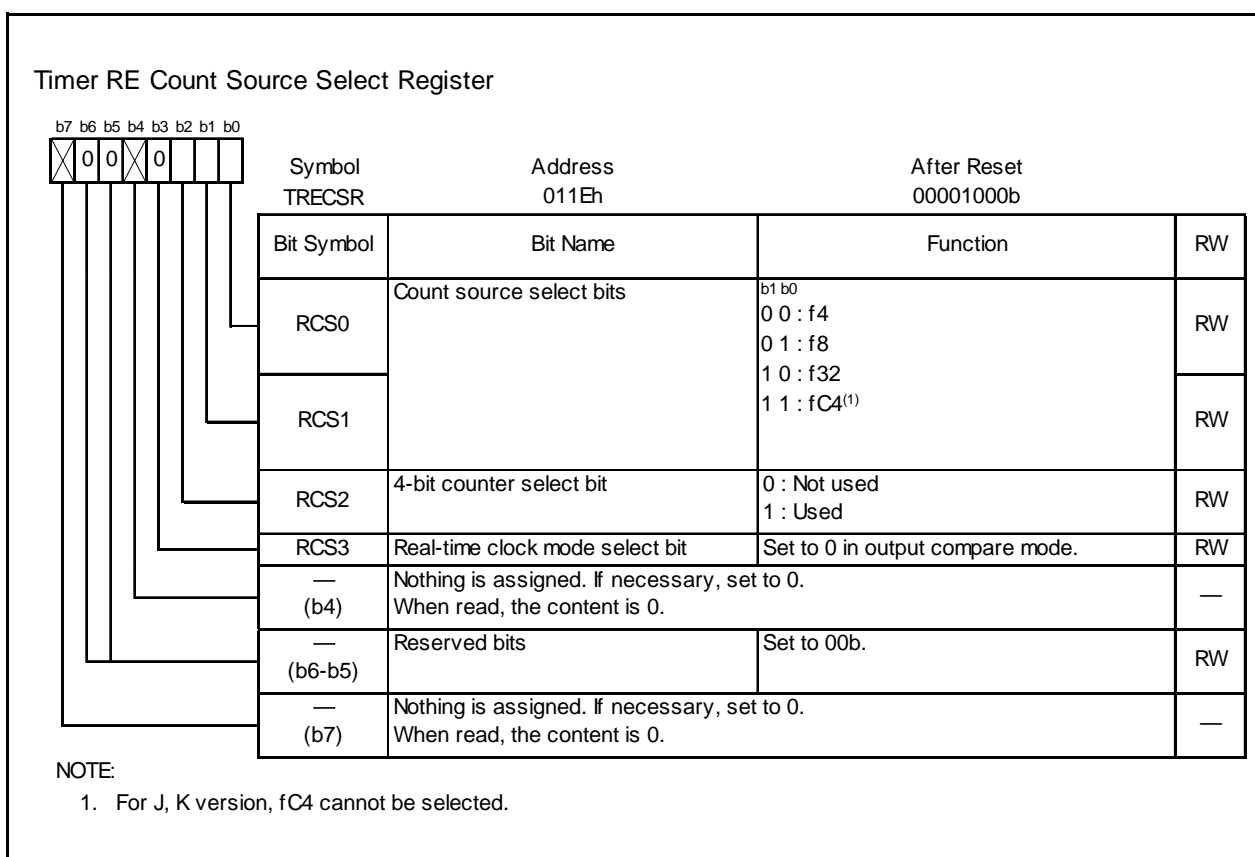 Timer RE Count Source Select Register
b7 b6 b5 b4 b3 b2 b1 b0
0 0 0
Symbol Address After Reset
TRECSR 011Eh 00001000b
Bit Symbol Bit Name Function RW
RCS0 Count source select bits b1 b0
0 0 : f4
0 1 : f8
1 0 : f32
1 1 : fC4(1)
RW
RCS1 RW
RCS2 4-bit counter select bit 0 : Not used
1 : Used
RW
RCS3 Real-time clock mode select bit Set to 0 in output compare mode. RW
—
(b4)
Nothing is assigned. If necessary, set to 0.
When read, the content is 0.
—
—
(b6-b5)
Reserved bits Set to 00b. RW
—
(b7)
Nothing is assigned. If necessary, set to 0.
When read, the content is 0.
—
NOTE:
1. For J, K version, fC4 cannot be selected.